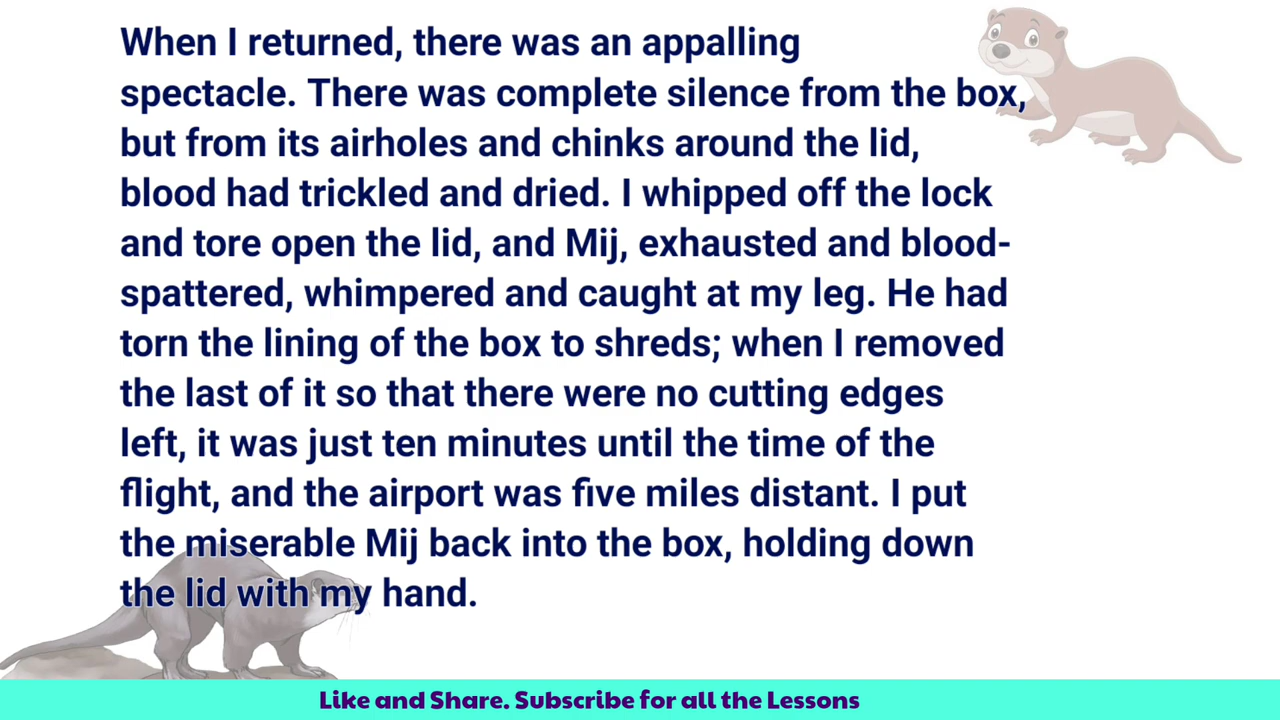 When I returned, there was an appalling
spectacle. There was complete silence from the box,
but from its airholes and chinks around the lid,
blood had trickled and dried. I whipped off the lock
and tore open the lid, and Mij, exhausted and blood-
spattered, whimpered and caught at my leg. He had
torn the lining of the box to shreds; when I removed
the last of it so that there were no cutting edges
left, it was just ten minutes until the time of the
flight, and the airport was five miles distant. I put
the miserable Mij back into the box, holding down
the lid with my hand.
Like and Share. Subscribe for all the Lessons